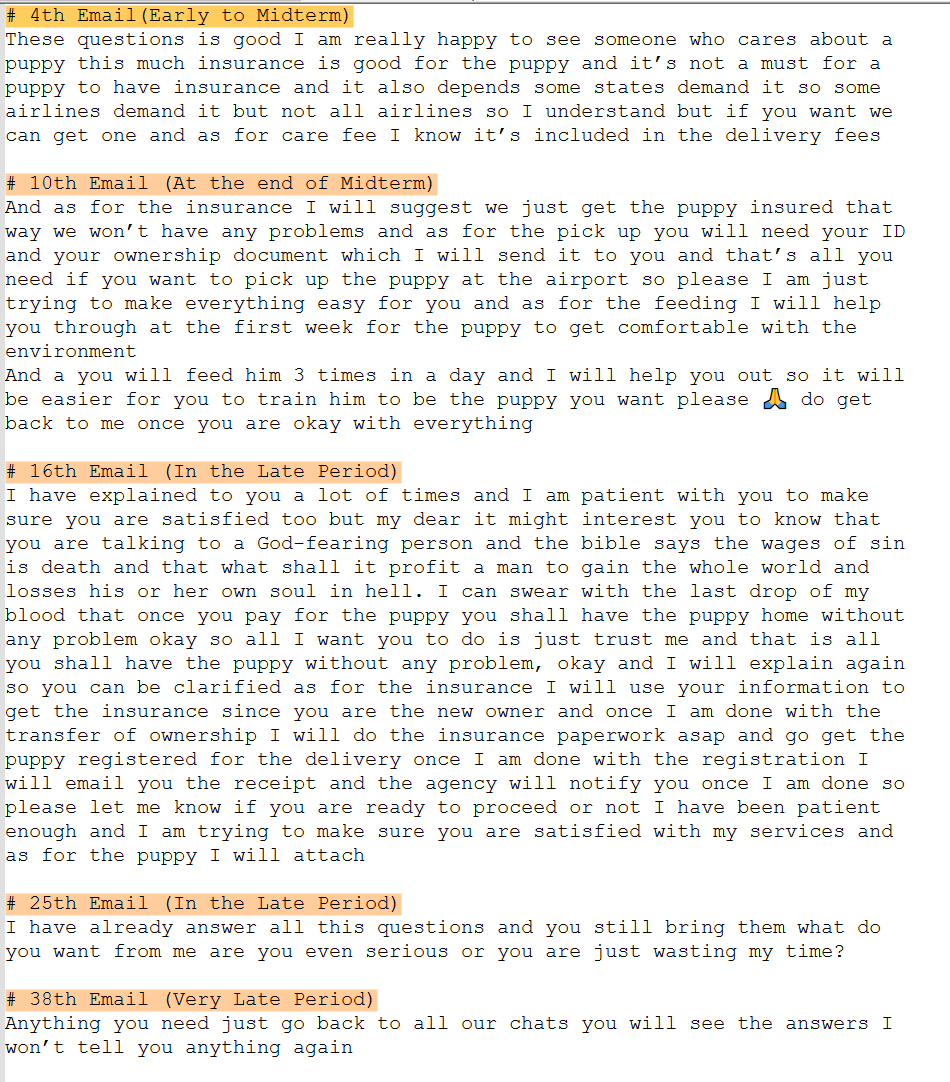 # 4th Email(Early to Midterm)
These questions is good I am really happy to see someone who cares about a
puppy this much insurance is good for the puppy and it’s not a must for a
puppy to have insurance and it also depends some states demand it so some
airlines demand it but not all airlines so I understand but if you want we
can get one and as for care fee I know it’s included in the delivery fees
# 10th Email (At the end of Midterm)
And as for the insurance I will suggest we just get the puppy insured that
way we won’t have any problems and as for the pick up you will need your ID
and your ownership document which I will send it to you and that’s all you
need if you want to pick up the puppy at the airport so please I am just
trying to make everything easy for you and as for the feeding I will help
you through at the first week for the puppy to get comfortable with the
environment
And a you will feed him 3 times in a day and I will help you out so it will
be easier for you to train him to be the puppy you want please 🙏 do get
back to me once you are okay with everything
# 16th Email (In the Late Period)
I have explained to you a lot of times and I am patient with you to make
sure you are satisfied too but my dear it might interest you to know that
you are talking to a God-fearing person and the bible says the wages of sin
is death and that what shall it profit a man to gain the whole world and
losses his or her own soul in hell. I can swear with the last drop of my
blood that once you pay for the puppy you shall have the puppy home without
any problem okay so all I want you to do is just trust me and that is all
you shall have the puppy without any problem, okay and I will explain again
so you can be clarified as for the insurance I will use your information to
get the insurance since you are the new owner and once I am done with the
transfer of ownership I will do the insurance paperwork asap and go get the
puppy registered for the delivery once I am done with the registration I
will email you the receipt and the agency will notify you once I am done so
please let me know if you are ready to proceed or not I have been patient
enough and I am trying to make sure you are satisfied with my services and
as for the puppy I will attach
# 25th Email (In the Late Period)
I have already answer all this questions and you still bring them what do
you want from me are you even serious or you are just wasting my time?
# 38th Email (Very Late Period)
Anything you need just go back to all our chats you will see the answers I
won’t tell you anything again